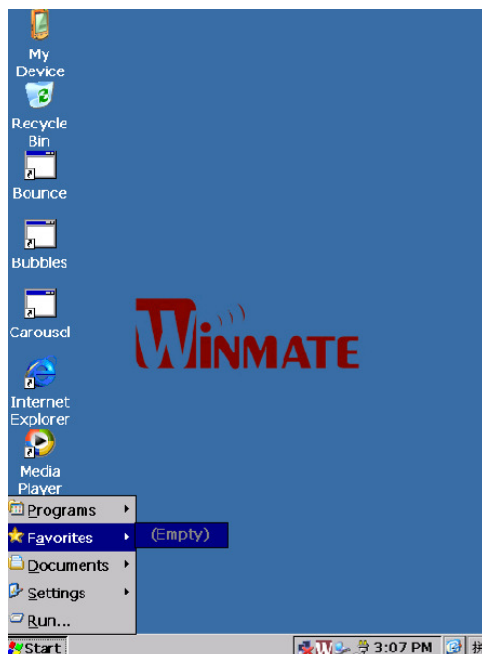 My
Device
Recycle
Bin
Bounce
Bubbles
Carousel
WINMATE
Internet
Explorer
Media
Player
Programs
Favorites
(Empty)
Documents
Settings
Run...
Start
3:07 PM
拼